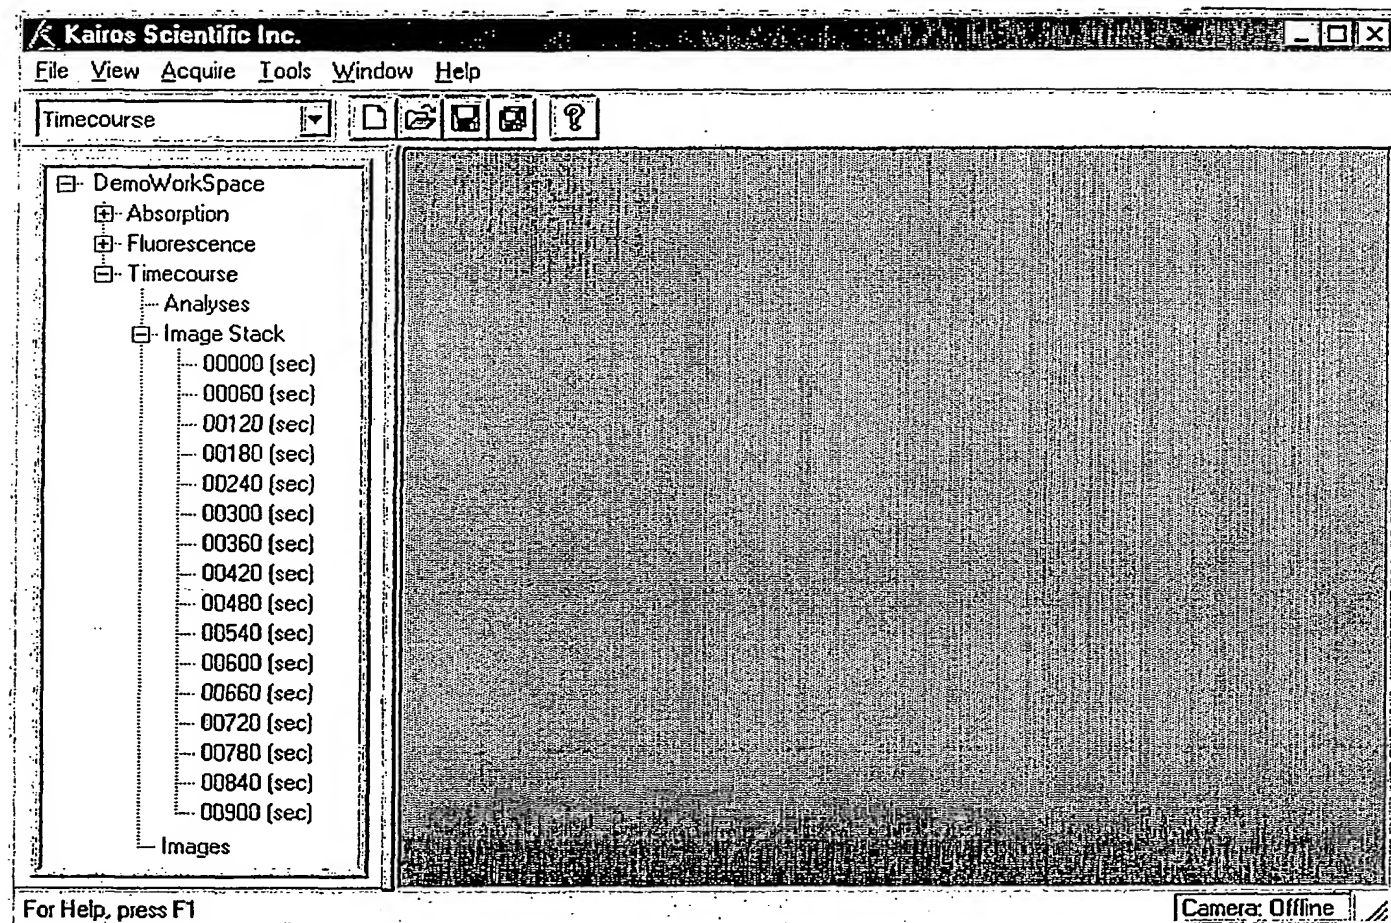 Kairos Scientific Inc.
File View Acquire Tools Window Help
Timecourse
DemoWorkSpace
Absorption
Fluorescence
Timecourse
Analyses
Image Stack
00000 (sec)
00060 (sec)
00120 (sec)
00180 (sec)
00240 (sec)
00300 (sec)
00360 (sec)
00420 (sec)
00480 (sec)
00540 (sec)
00600 (sec)
00660 (sec)
00720 (sec)
00780 (sec)
00840 (sec)
00900 (sec)
Images
For Help, press F1
Camera: Offline